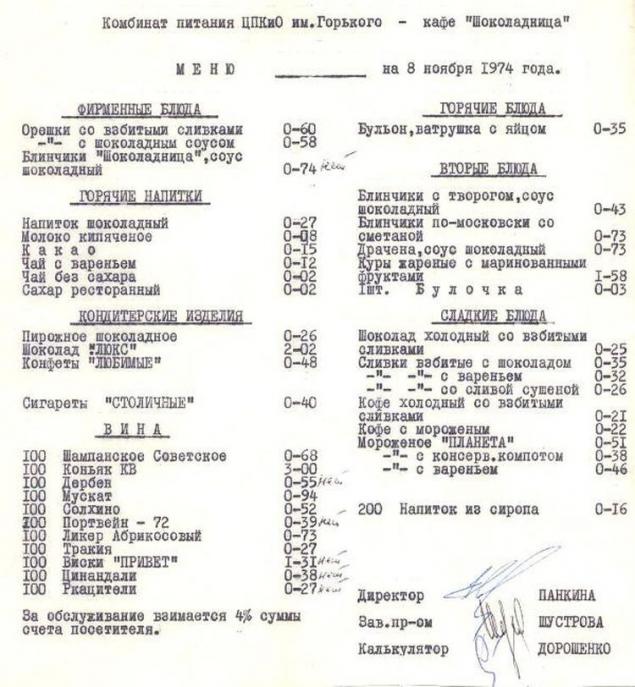 Комбинат питания ЦПКиО им.Горького - кафе "Шоколадница"
МЕНЮ на 8 ноября 1974 года.
ФИРМЕННЫЕ БЛЮДА
Орешки со взбитыми сливками 0-60
-"- с шоколадным соусом 0-58
Блинчики "Шоколадница",соус
шоколадный 0-74 нет
ГОРЯЧИЕ НАПИТКИ
Напиток шоколадный 0-27
Молоко кипяченое 0-08
Какао 0-15
Чай с вареньем 0-12
Чай без сахара 0-02
Сахар ресторанный 0-02
КОНДИТЕРСКИЕ ИЗДЕЛИЯ
Пирожное шоколадное 0-26
Шоколад "ЛЮКС" 2-02
Конфеты "ЛЮБИМЫЕ" 0-48
Сигареты "СТОЛИЧНЫЕ" 0-40
ВИНА
100 Шампанское Советское 0-68
100 Коньяк КВ 3-00
100 Дербен 0-55 нет
100 Мускат 0-94
100 Солхино 0-52
100 Портвейн - 72 0-39 нет
100 Ликер Абрикосовый 0-73
100 Тракия 0-27
100 Виски "ПРИВЕТ" 1-31 нет
100 Цинандали 0-38 нет
100 Ркацители 0-27 нет
За обслуживание взимается 4% суммы
счета посетителя.
ГОРЯЧИЕ БЛЮДА
Бульон,ватрушка с яйцом 0-35
ВТОРЫЕ БЛЮДА
Блинчики с творогом,соус
шоколадный 0-43
Блинчики по-московски со
сметаной 0-73
Драчена,соус шоколадный 0-73
Куры жареные с маринованными
фруктами 1-58
1шт. Булочка 0-03
СЛАДКИЕ БЛЮДА
Шоколад холодный со взбитыми
сливками 0-25
Сливки взбитые с шоколадом 0-35
-"- -"- с вареньем 0-32
-"- -"- со сливой сушеной 0-26
Кофе холодный со взбитыми
сливками 0-21
Кофе с мороженым 0-22
Мороженое "ПЛАНЕТА" 0-51
-"- с консерв.компотом 0-38
-"- с вареньем 0-46
200 Напиток из сиропа 0-16
Директор ПАНКИНА
Зав.пр-ом ШУСТРОВА
Калькулятор ДОРОШЕНКО